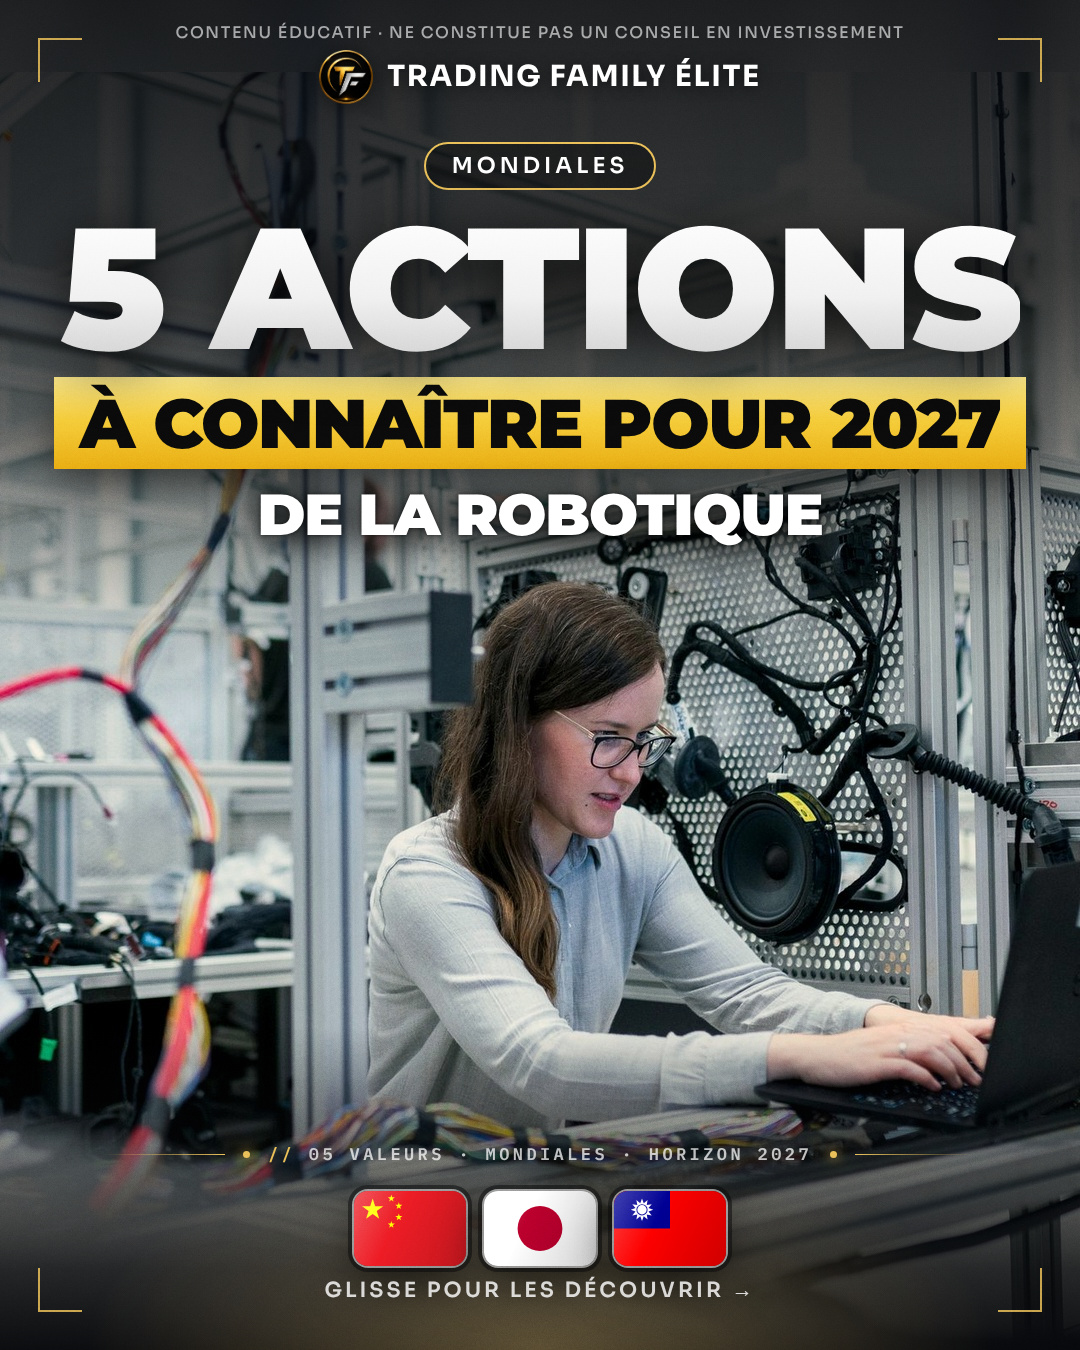 CONTENU ÉDUCATIF · NE CONSTITUE PAS UN CONSEIL EN INVESTISSEMENT
TF TRADING FAMILY ÉLITE
MONDIALES
5 ACTIONS
À CONNAÎTRE POUR 2027
DE LA ROBOTIQUE
// 05 VALEURS · MONDIALES · HORIZON 2027
GLISSE POUR LES DÉCOUVRIR →